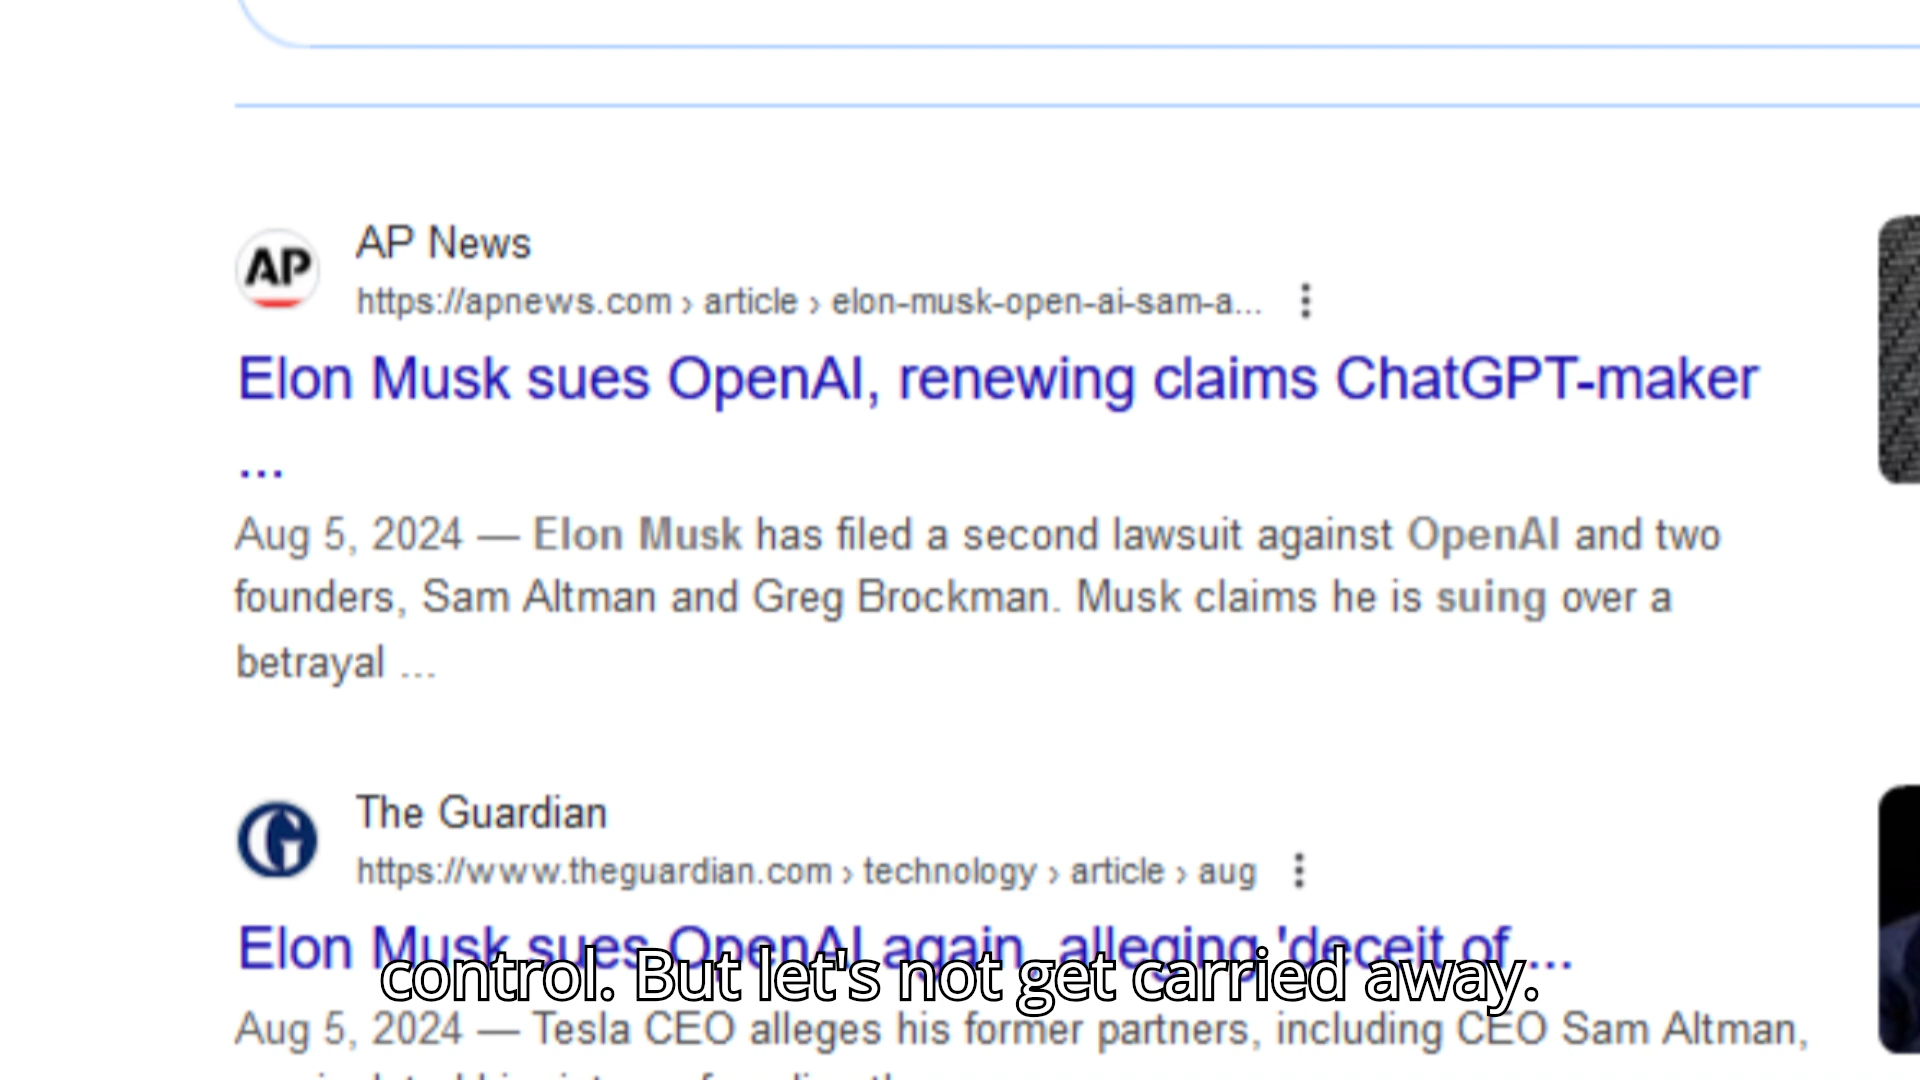 AP News
https://apnews.com › article › elon-musk-open-ai-sam-a...
Elon Musk sues OpenAI, renewing claims ChatGPT-maker
...
Aug 5, 2024 — Elon Musk has filed a second lawsuit against OpenAI and two
founders, Sam Altman and Greg Brockman. Musk claims he is suing over a
betrayal ...
The Guardian
https://www.theguardian.com › technology › article › aug
Elon Musk sues OpenAI again, alleging 'deceit of ...
control. But let's not get carried away.
Aug 5, 2024 — Tesla CEO alleges his former partners, including CEO Sam Altman,